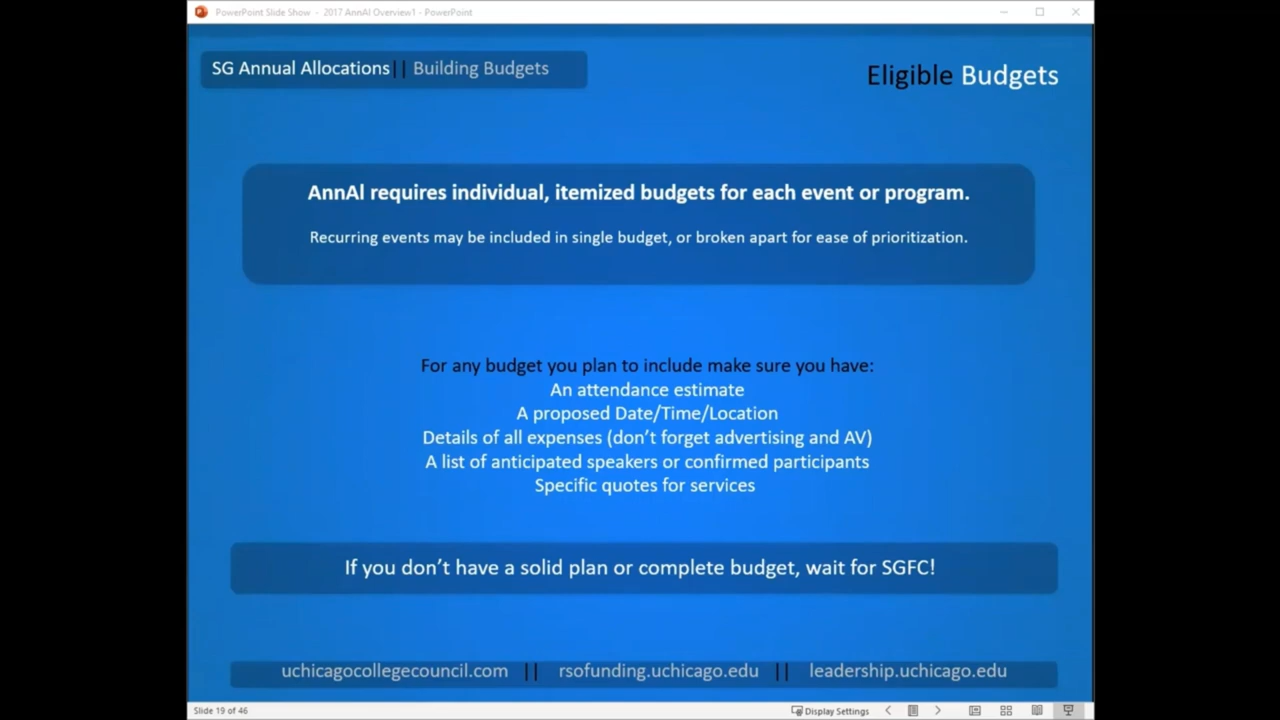 PowerPoint Slide Show - 2017 AnnAl Overview1 - PowerPoint
SG Annual Allocations || Building Budgets
Eligible Budgets
AnnAl requires individual, itemized budgets for each event or program.
Recurring events may be included in single budget, or broken apart for ease of prioritization.
For any budget you plan to include make sure you have:
An attendance estimate
A proposed Date/Time/Location
Details of all expenses (don't forget advertising and AV)
A list of anticipated speakers or confirmed participants
Specific quotes for services
If you don't have a solid plan or complete budget, wait for SGFC!
uchicagocollegecouncil.com || rsofunding.uchicago.edu || leadership.uchicago.edu
Slide 19 of 46
Display Settings